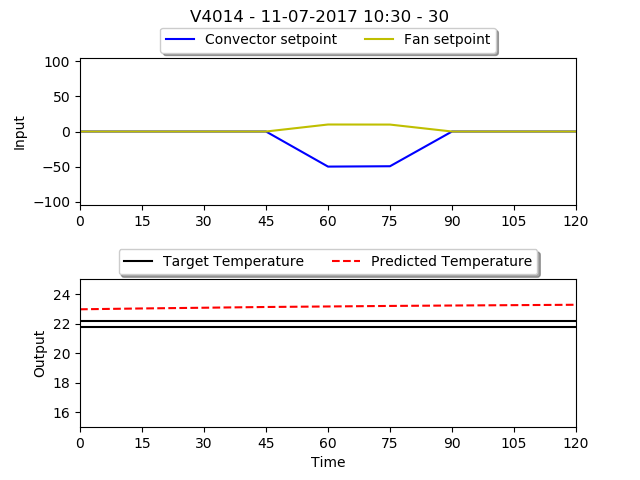 V4014 - 11-07-2017 10:30 - 30
Convector setpoint Fan setpoint
100
50
0
−50
−100
Input
0 15 30 45 60 75 90 105 120
Target Temperature Predicted Temperature
24
22
20
18
16
Output
0 15 30 45 60 75 90 105 120
Time